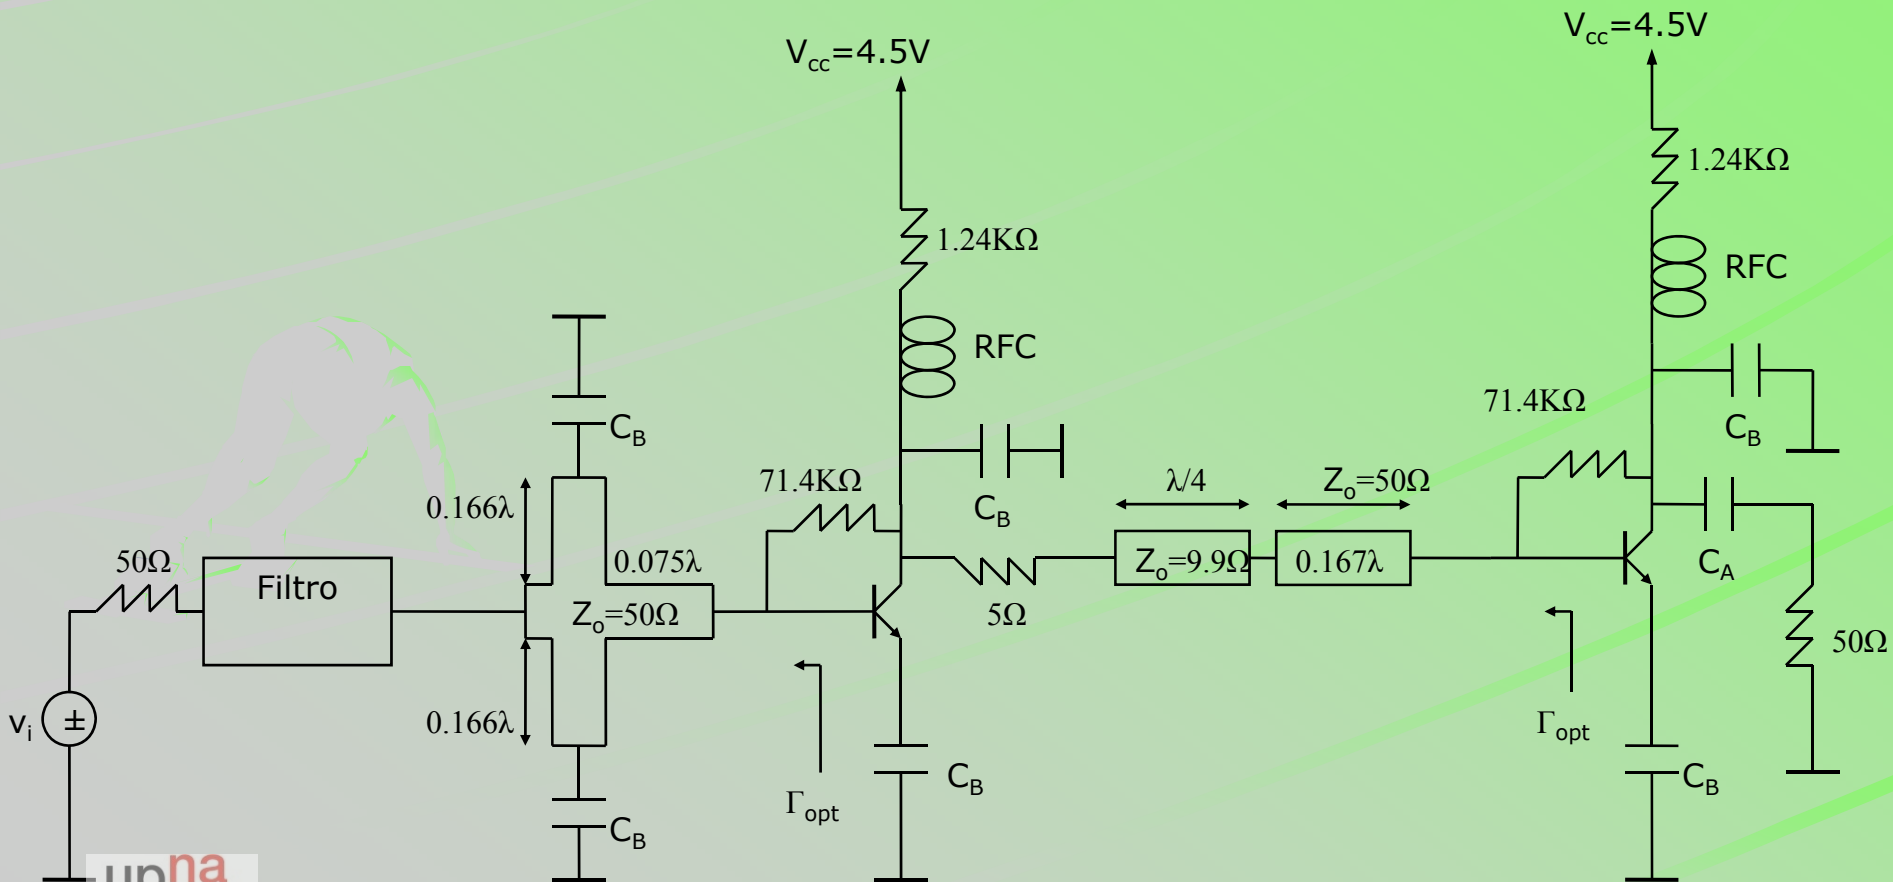 Vcc=4.5V
Vcc=4.5V
1.24KΩ
1.24KΩ
RFC
RFC
CB
71.4KΩ
CB
0.166λ
71.4KΩ
CB
λ/4
Zo=50Ω
50Ω
Filtro
0.075λ
Zo=50Ω
5Ω
Zo=9.9Ω
0.167λ
CA
50Ω
vi
±
0.166λ
Γopt
Γopt
CB
CB
CB
upna